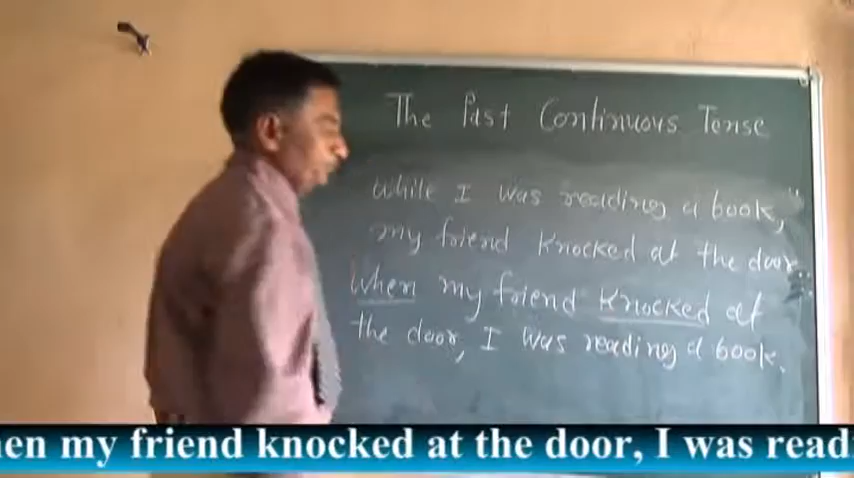 The Past Continuous Tense
While I was reading a book,
my friend Knocked at the door
When my friend Knocked at
the door, I was reading a book.
en my friend knocked at the door, I was read